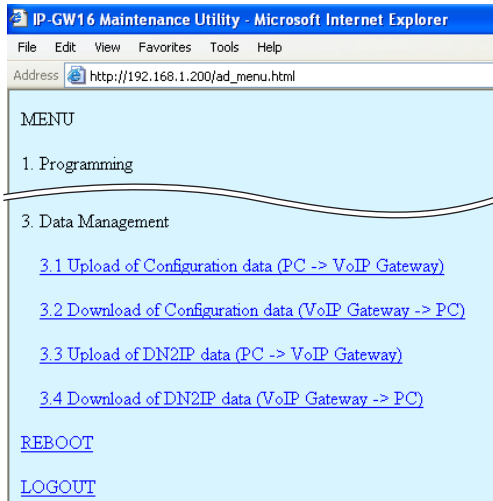 IP-GW16 Maintenance Utility - Microsoft Internet Explorer
File Edit View Favorites Tools Help
Address http://192.168.1.200/ad_menu.html
MENU
1. Programming
3. Data Management
3.1 Upload of Configuration data (PC -> VoIP Gateway)
3.2 Download of Configuration data (VoIP Gateway -> PC)
3.3 Upload of DN2IP data (PC -> VoIP Gateway)
3.4 Download of DN2IP data (VoIP Gateway -> PC)
REBOOT
LOGOUT